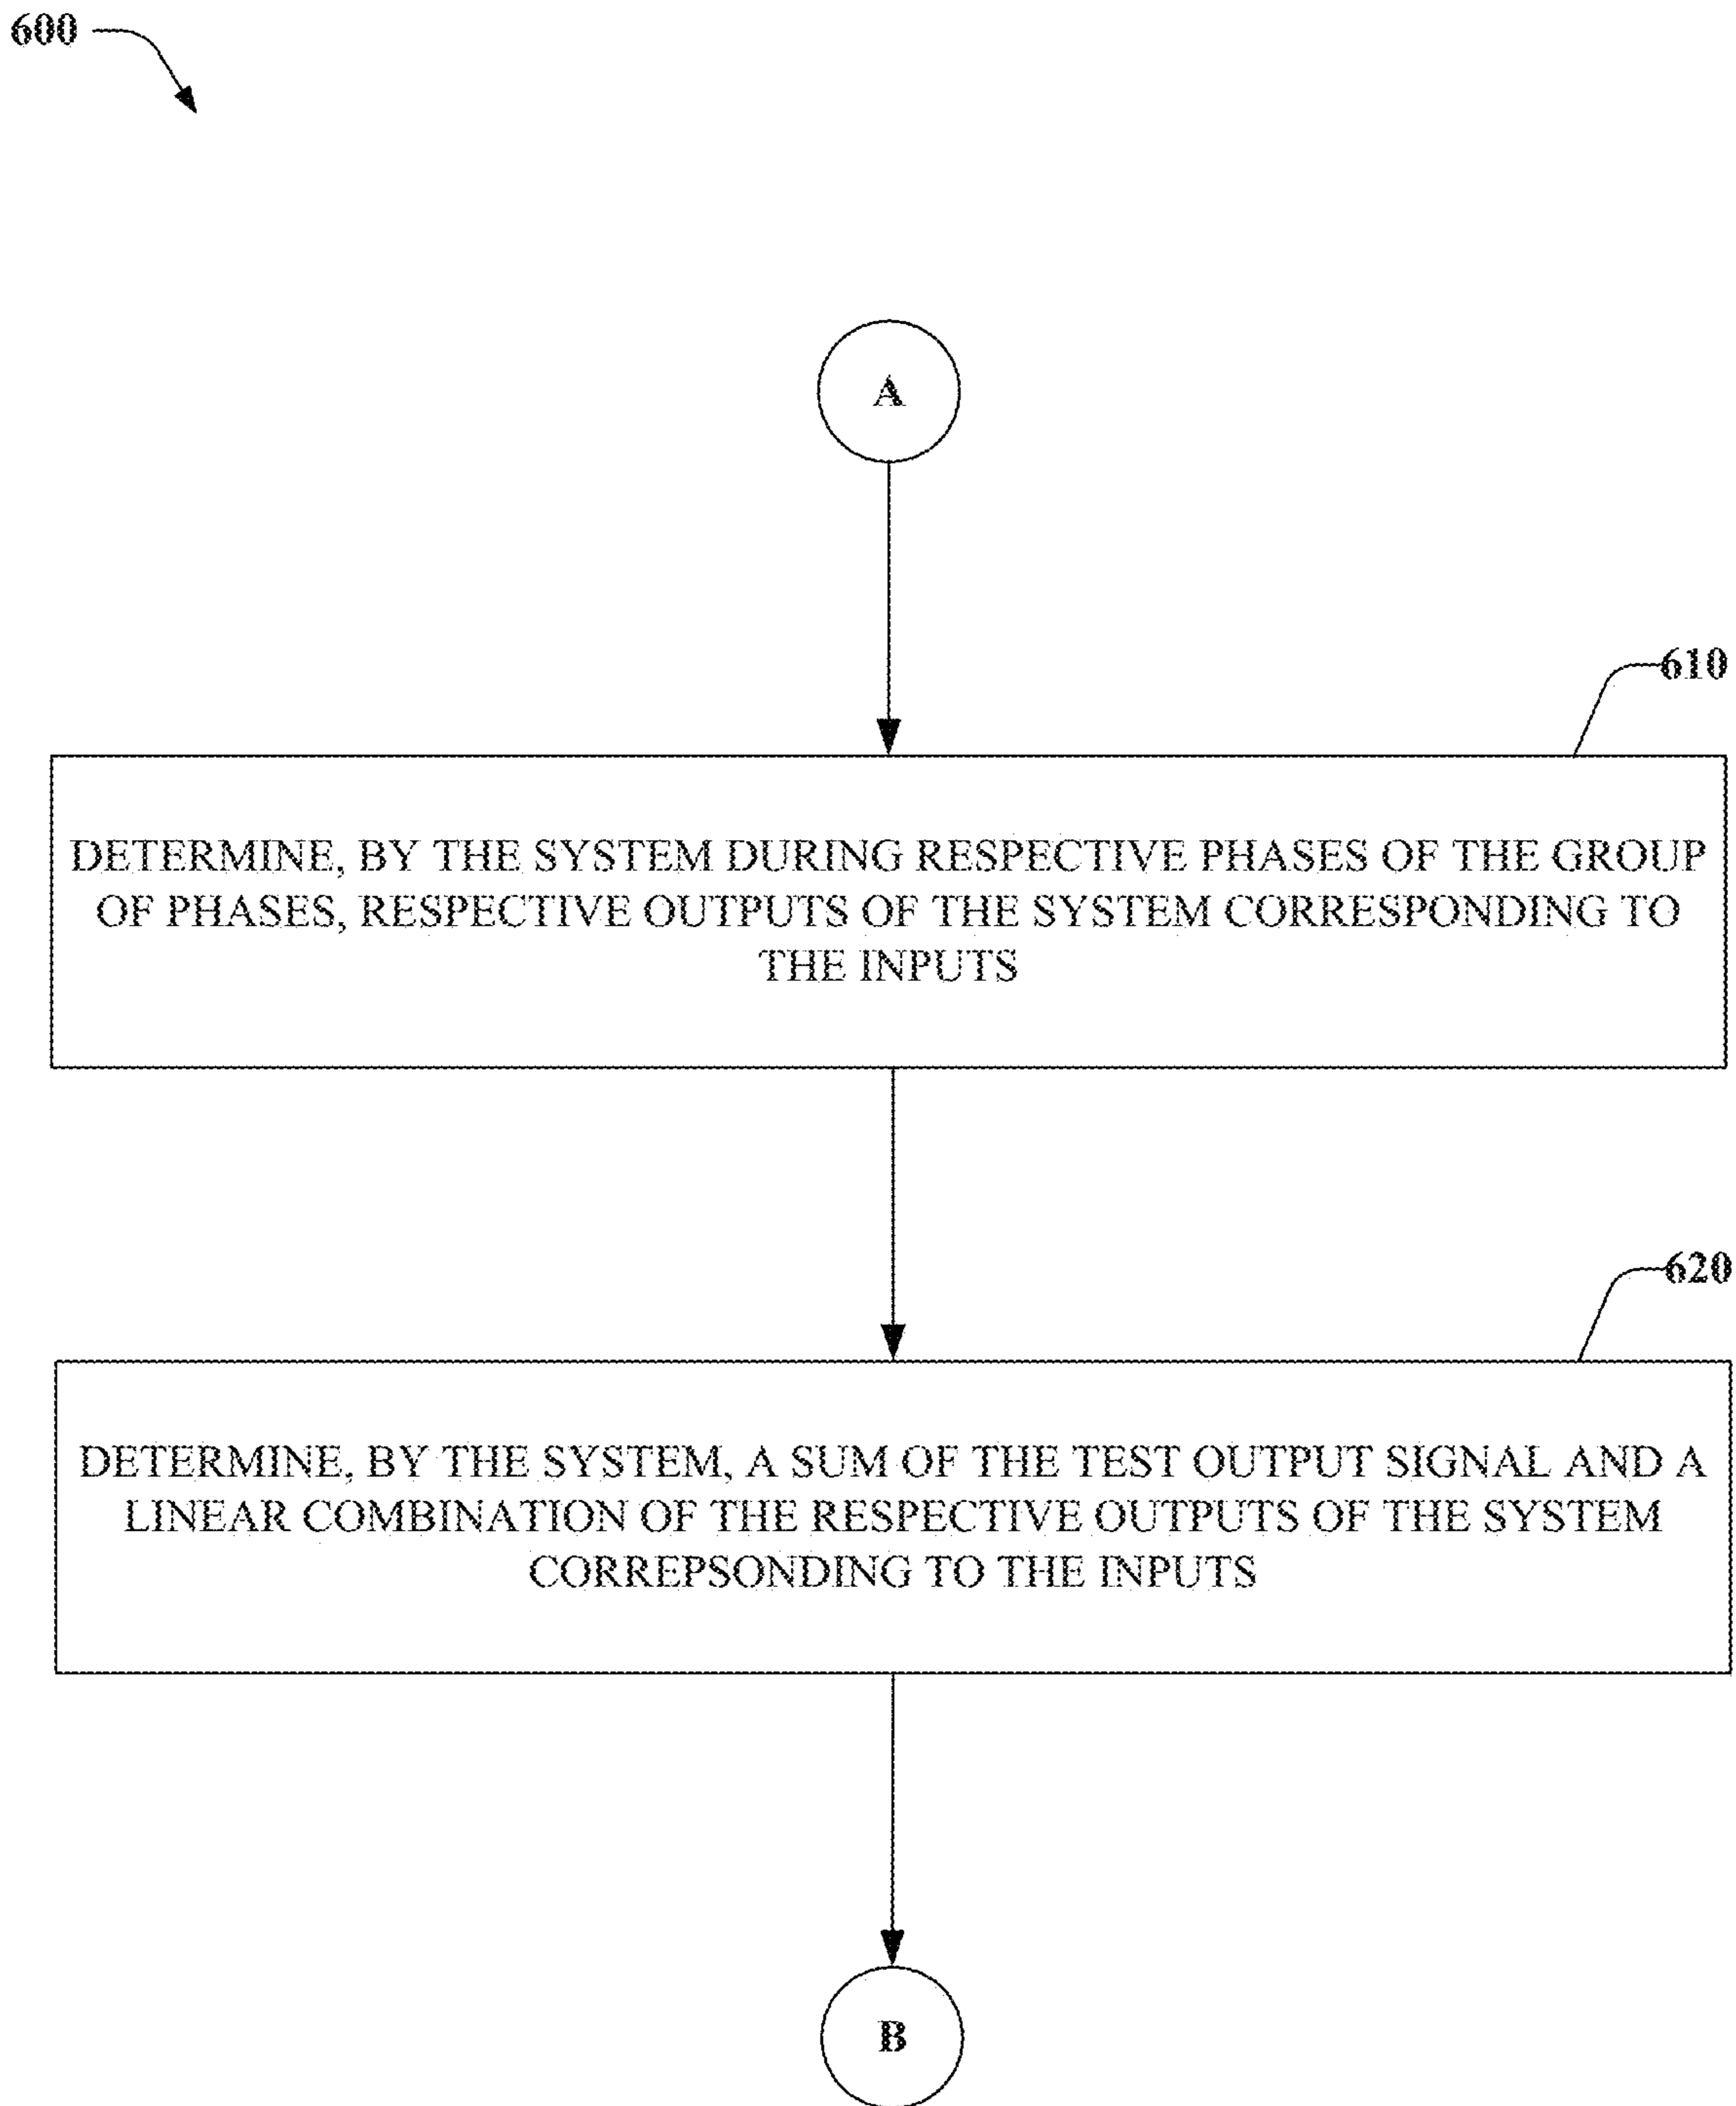 600
A
610
DETERMINE, BY THE SYSTEM DURING RESPECTIVE PHASES OF THE GROUP
OF PHASES, RESPECTIVE OUTPUTS OF THE SYSTEM CORRESPONDING TO
THE INPUTS
620
DETERMINE, BY THE SYSTEM, A SUM OF THE TEST OUTPUT SIGNAL AND A
LINEAR COMBINATION OF THE RESPECTIVE OUTPUTS OF THE SYSTEM
CORREPSONDING TO THE INPUTS
B